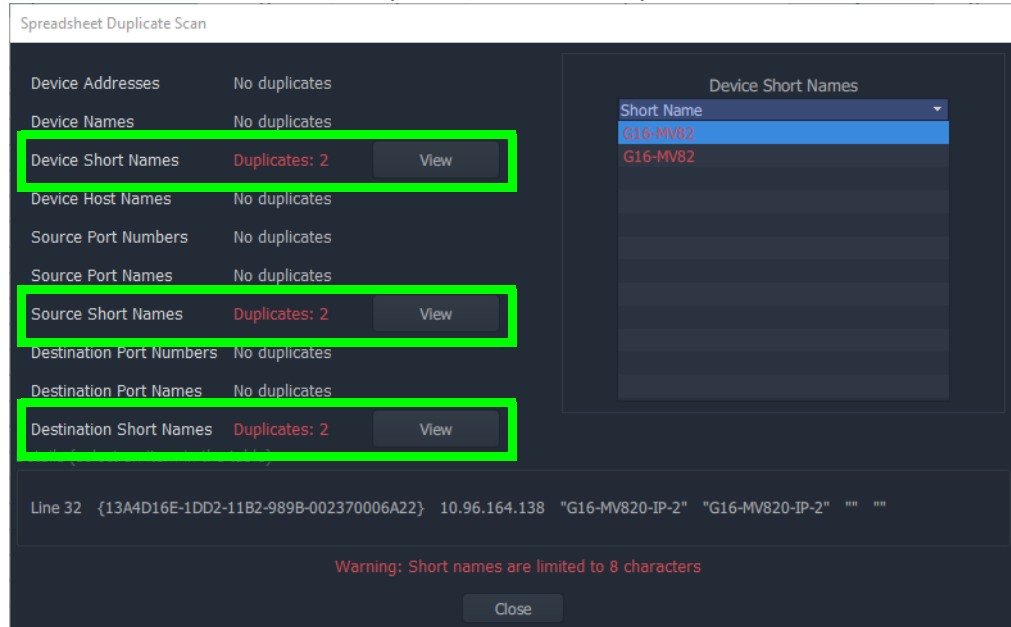 Spreadsheet Duplicate Scan
Device Addresses No duplicates
Device Names No duplicates
Device Short Names Duplicates: 2 View
Device Host Names No duplicates
Source Port Numbers No duplicates
Source Port Names No duplicates
Source Short Names Duplicates: 2 View
Destination Port Numbers No duplicates
Destination Port Names No duplicates
Destination Short Names Duplicates: 2 View
Device Short Names
Short Name
G16-MV82
G16-MV82
Line 32 {13A4D16E-1DD2-11B2-989B-002370006A22} 10.96.164.138 "G16-MV820-IP-2" "G16-MV820-IP-2" "" ""
Warning: Short names are limited to 8 characters
Close